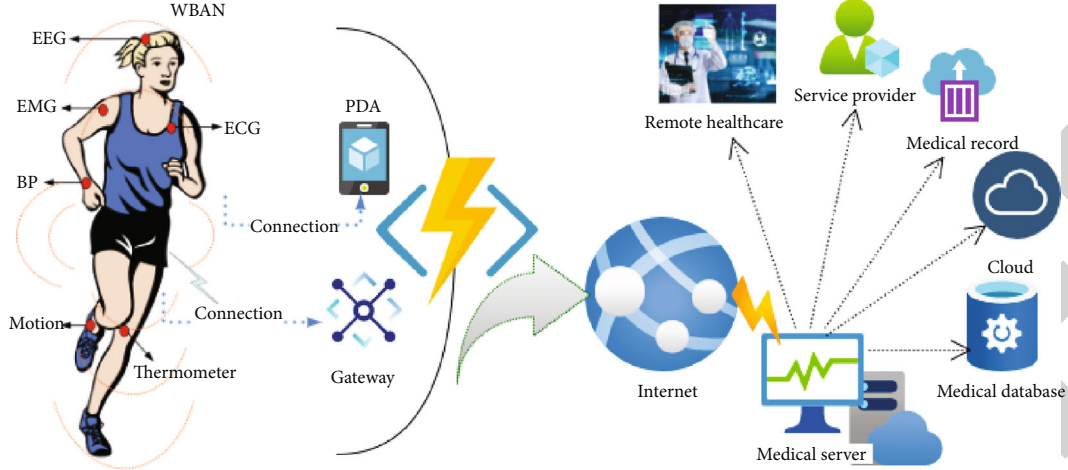 WBAN
EEG
EMG
ECG
BP
Motion
Thermometer
Connection
Connection
PDA
Gateway
Internet
Remote healthcare
Service provider
Medical record
Cloud
Medical database
Medical server